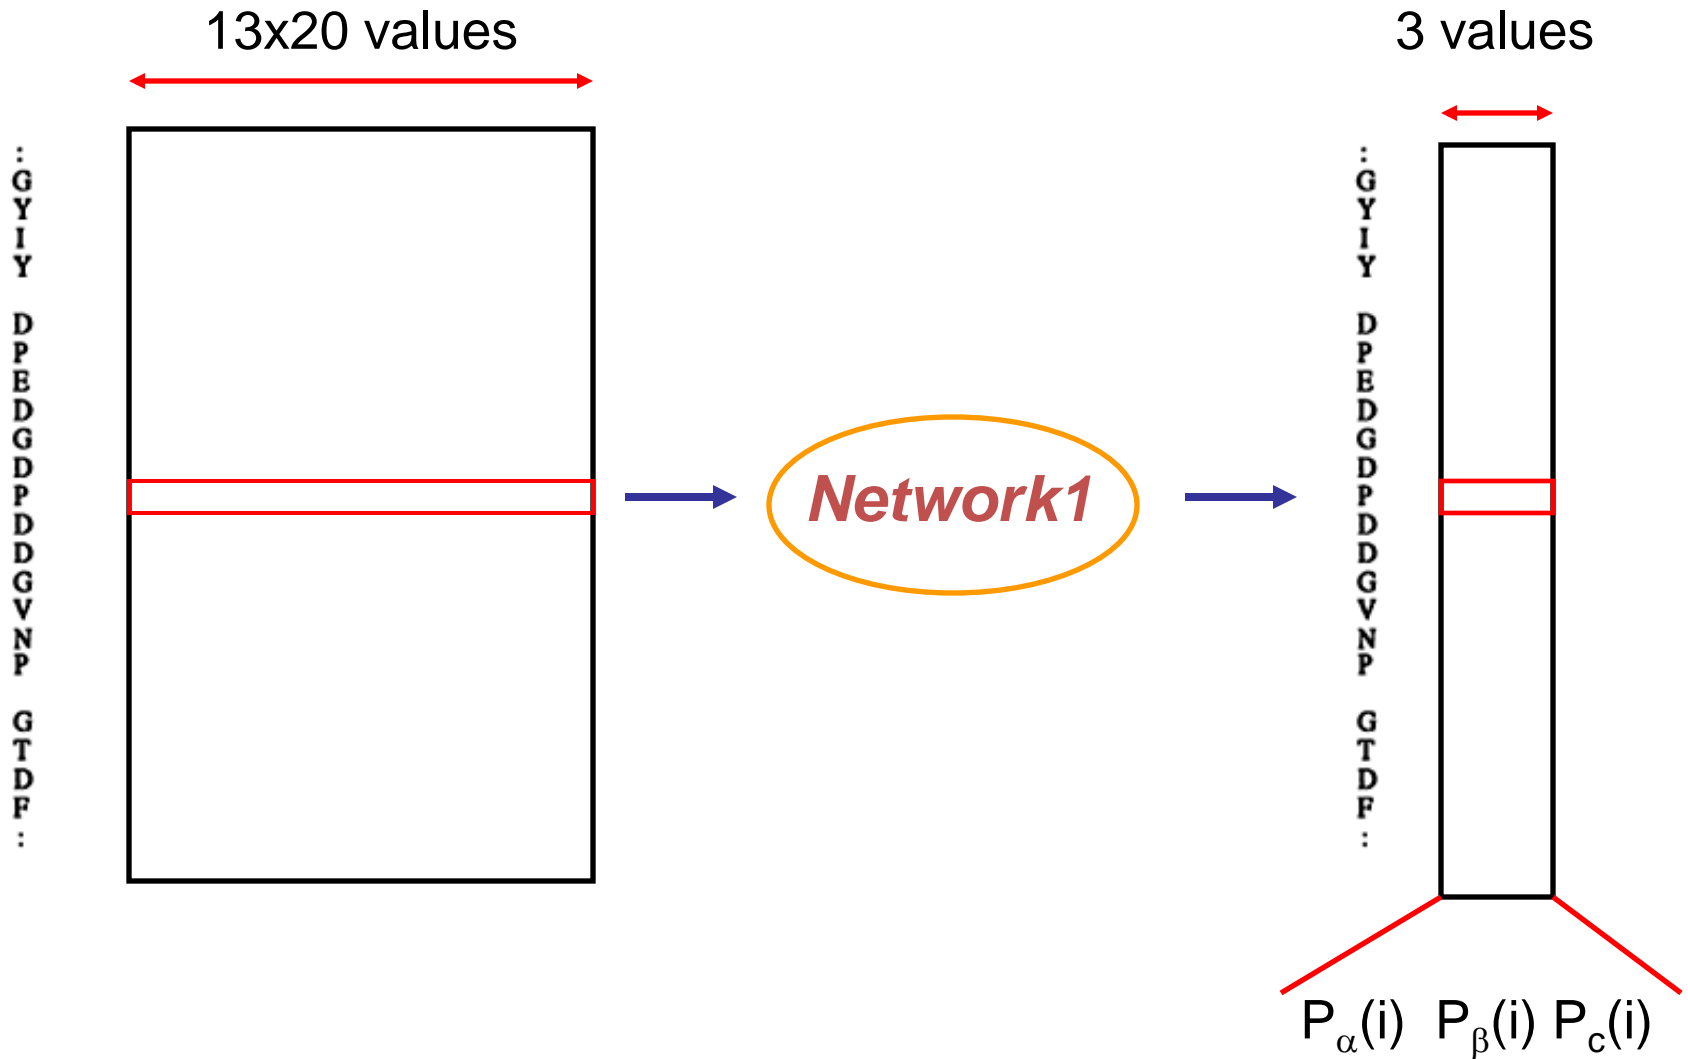 13x20 values
3 values
:
G
Y
I
Y
D
P
E
D
G
D
P
D
D
G
V
N
P
G
T
D
F
:
Network1
:
G
Y
I
Y
D
P
E
D
G
D
P
D
D
G
V
N
P
G
T
D
F
:
Pα(i) Pβ(i) Pc(i)